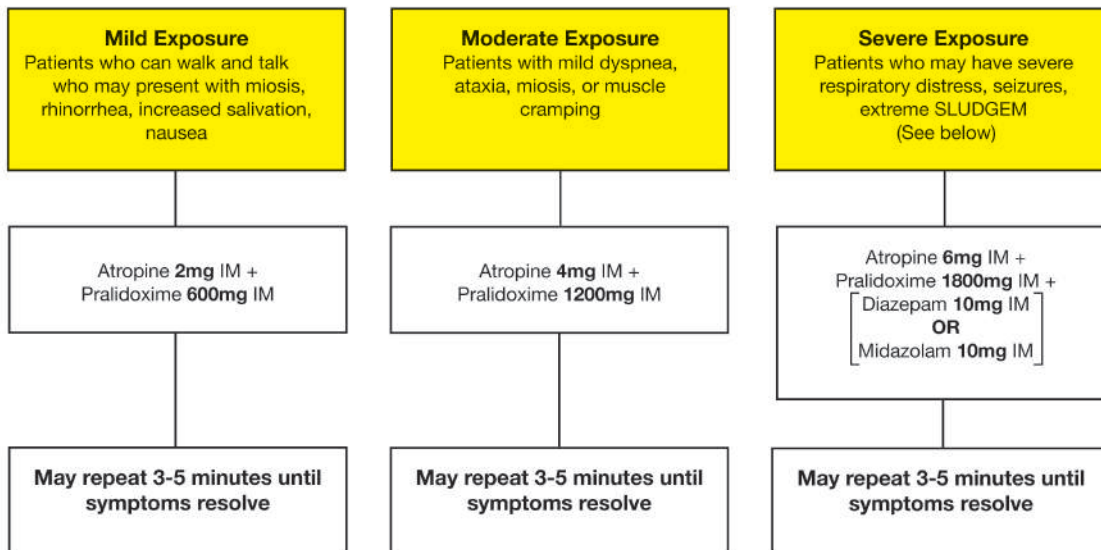 Mild Exposure
Patients who can walk and talk
who may present with miosis,
rhinorrhea, increased salivation,
nausea
Moderate Exposure
Patients with mild dyspnea,
ataxia, miosis, or muscle
cramping
Severe Exposure
Patients who may have severe
respiratory distress, seizures,
extreme SLUDGEM
(See below)
Atropine 2mg IM +
Pralidoxime 600mg IM
Atropine 4mg IM +
Pralidoxime 1200mg IM
Atropine 6mg IM +
Pralidoxime 1800mg IM +
Diazepam 10mg IM
OR
Midazolam 10mg IM
May repeat 3-5 minutes until
symptoms resolve
May repeat 3-5 minutes until
symptoms resolve
May repeat 3-5 minutes until
symptoms resolve